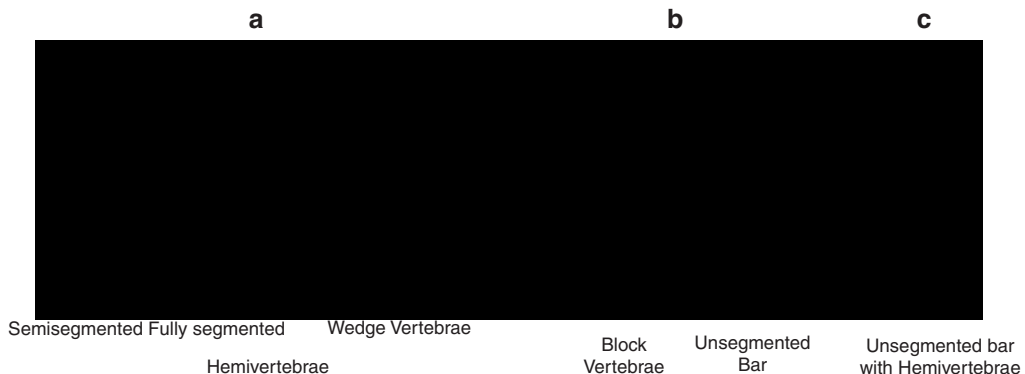 a b c
Semisegmented Fully segmented Wedge Vertebrae
Hemivertebrae
Block
Vertebrae
Unsegmented
Bar
Unsegmented bar
with Hemivertebrae